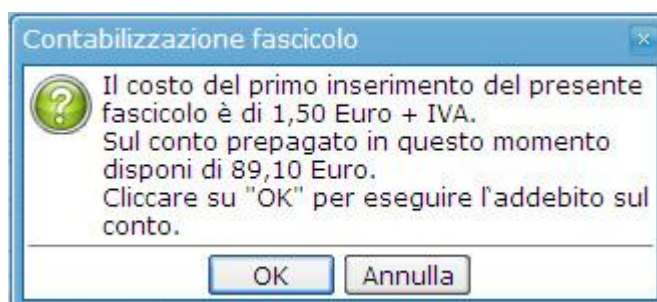 Contabilizzazione fascicolo
Il costo del primo inserimento del presente
fascicolo è di 1,50 Euro + IVA.
Sul conto prepagato in questo momento
disponi di 89,10 Euro.
Cliccare su "OK" per eseguire l'addebito sul
conto.
OK Annulla